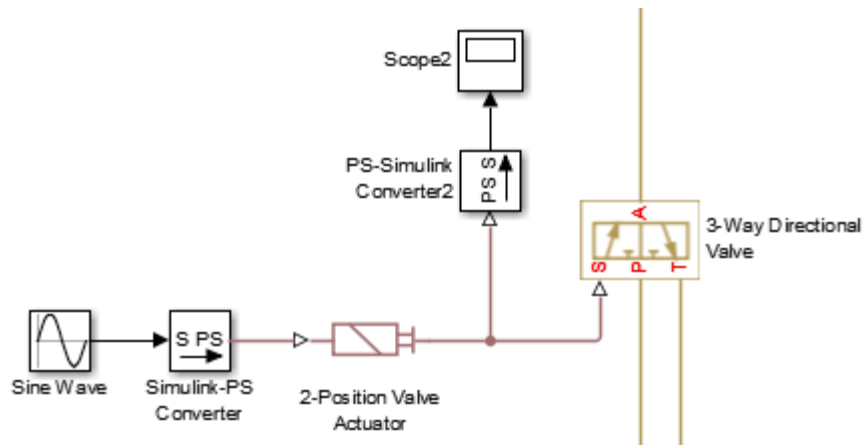 Scope2
PS-Simulink
Converter2
PS S
A
3-Way Directional
Valve
S P T
S PS
Sine Wave
Simulink-PS
Converter
2-Position Valve
Actuator